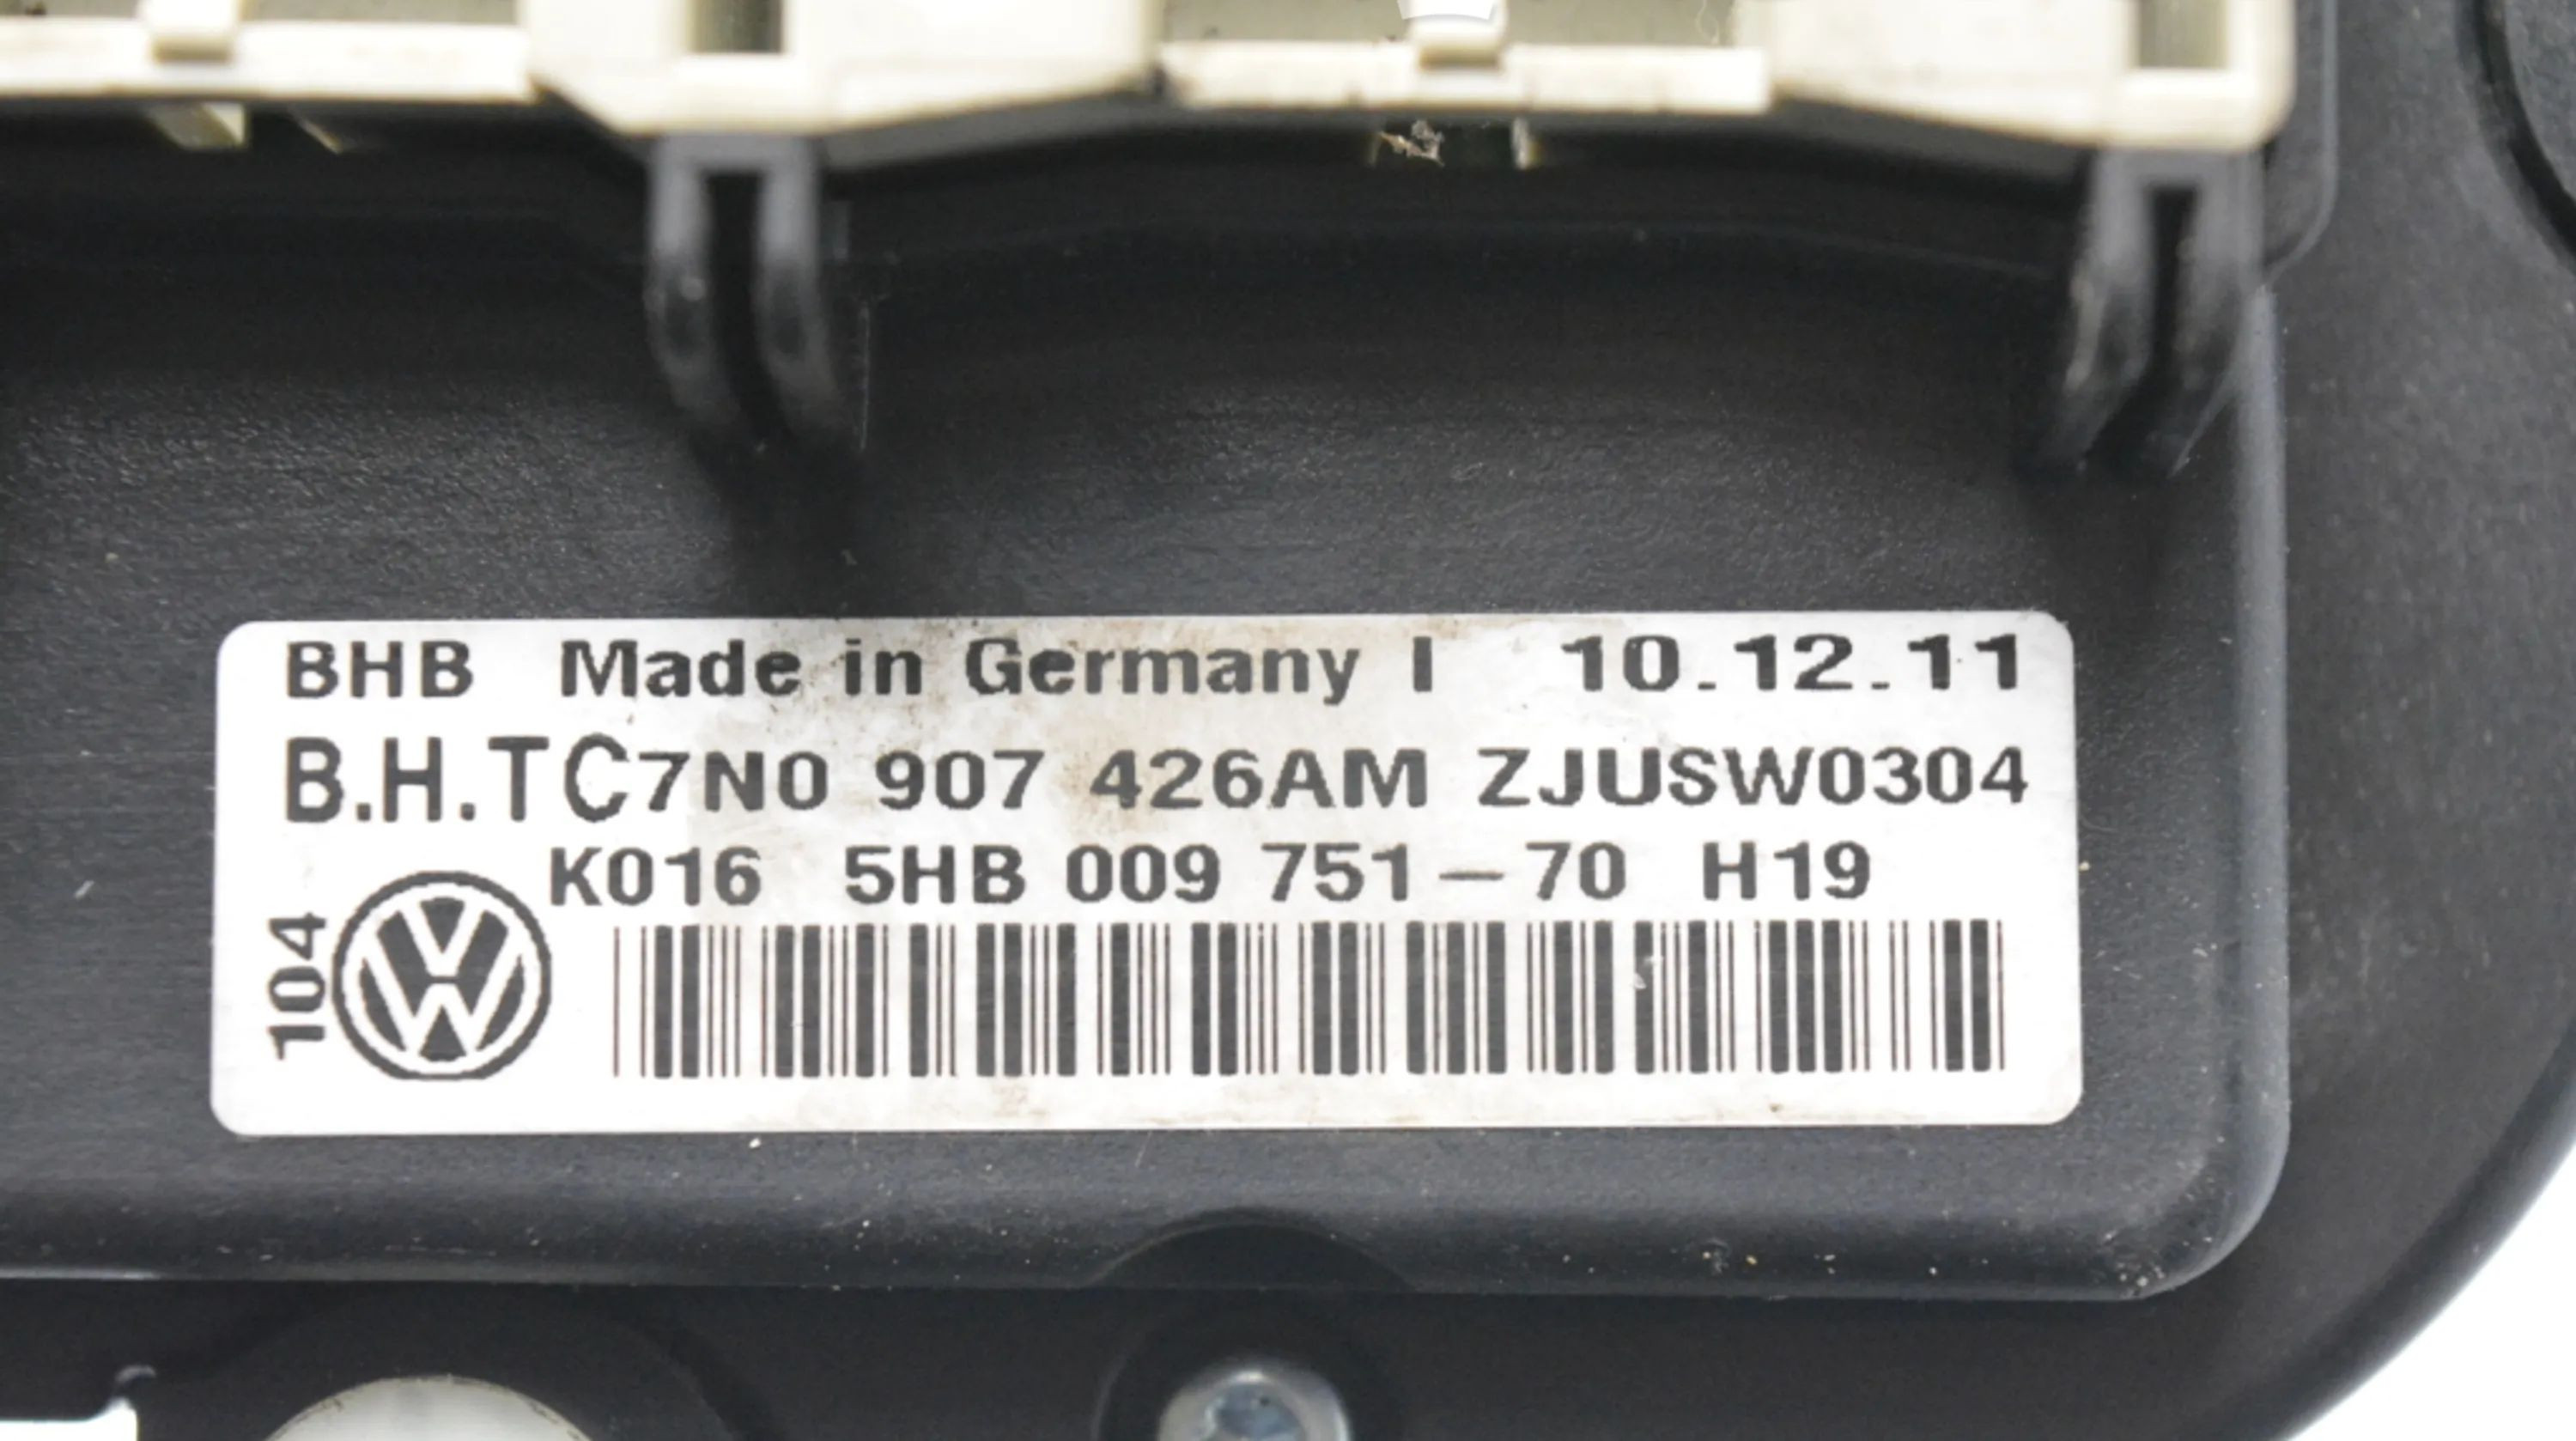 BHB Made in Germany I 10.12.11
B.H.TC7N0 907 426AM ZJUSW0304
K016 5HB 009 751-70 H19
104